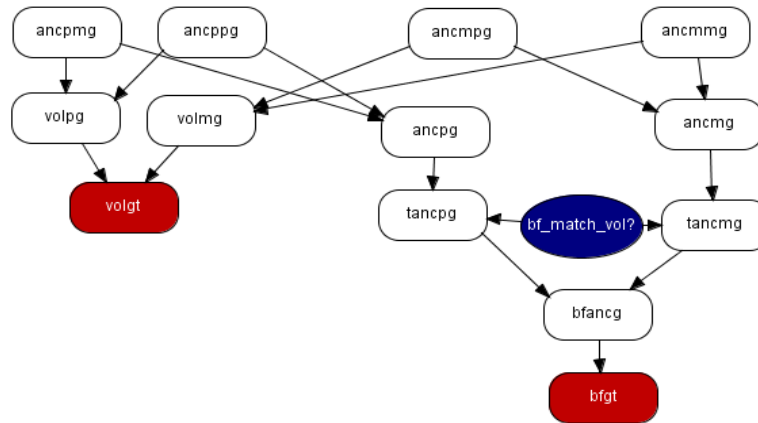 ancpmg
ancppg
ancmpg
ancmmg
volpg
volmg
ancpg
ancmg
volgt
tancpg
bf_match_vol?
tancmg
bfancg
bfgt